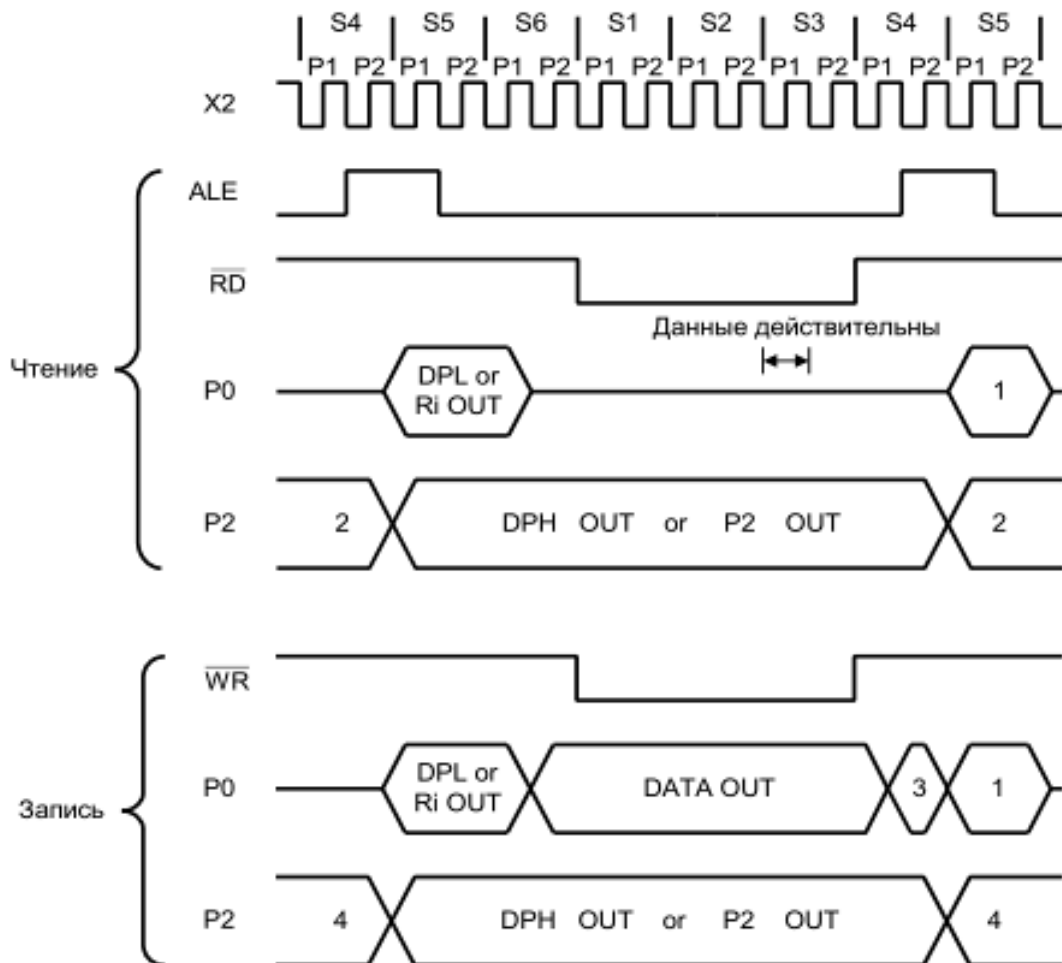 S4 S5 S6 S1 S2 S3 S4 S5
P1 P2 P1 P2 P1 P2 P1 P2 P1 P2 P1 P2 P1 P2 P1 P2
X2
ALE
RD
Данные действительны
Чтение
P0
DPL or
Ri OUT
1
P2
2
DPH OUT or P2 OUT
2
WR
Запись
P0
DPL or
Ri OUT
DATA OUT
3
1
P2
4
DPH OUT or P2 OUT
4